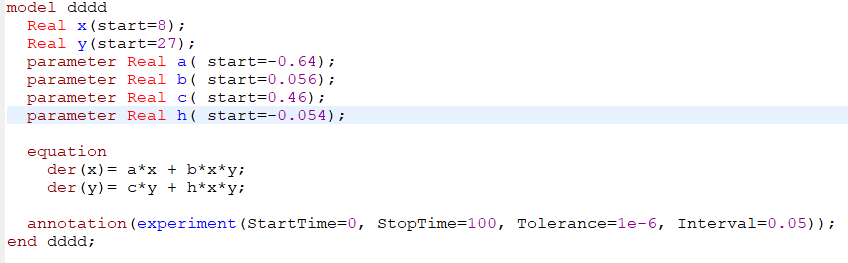 model dddd
  Real x(start=8);
  Real y(start=27);
  parameter Real a( start=-0.64);
  parameter Real b( start=0.056);
  parameter Real c( start=0.46);
  parameter Real h( start=-0.054);
  equation
    der(x)= a*x + b*x*y;
    der(y)= c*y + h*x*y;
  annotation(experiment(StartTime=0, StopTime=100, Tolerance=1e-6, Interval=0.05));
end dddd;